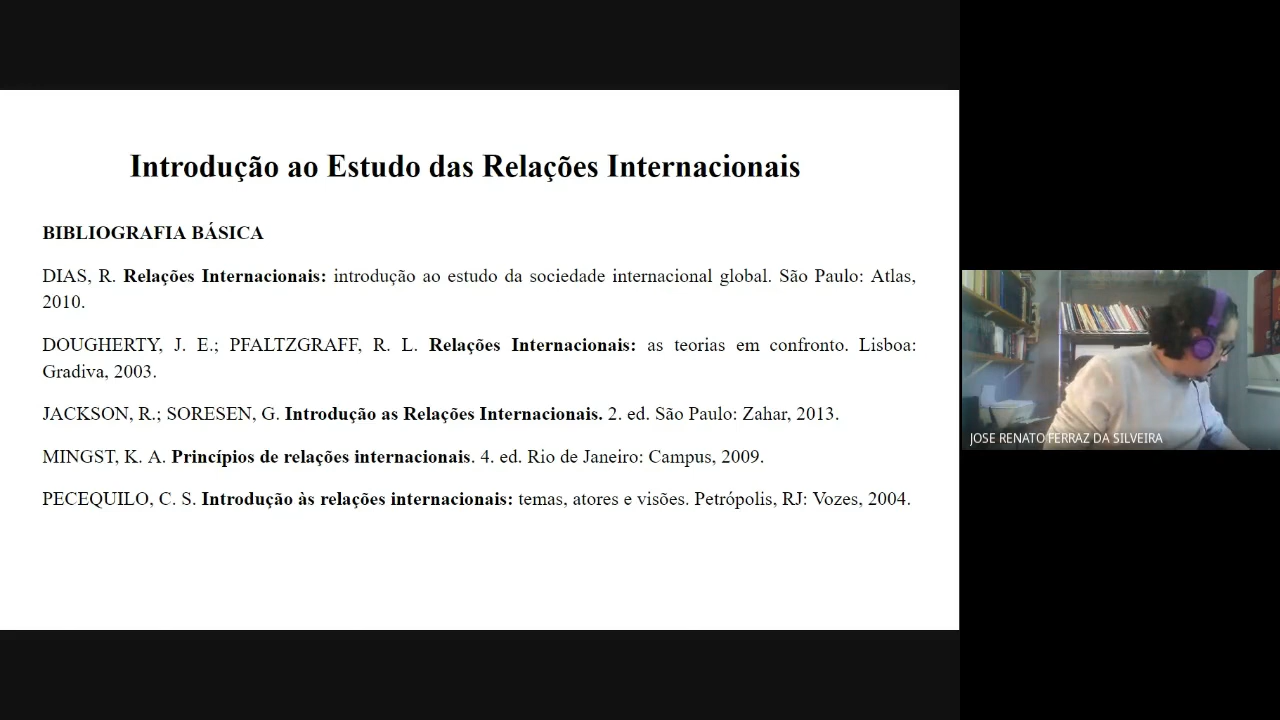 Introdução ao Estudo das Relações Internacionais
BIBLIOGRAFIA BÁSICA
DIAS, R. Relações Internacionais: introdução ao estudo da sociedade internacional global. São Paulo: Atlas,
2010.
DOUGHERTY, J. E.; PFALTZGRAFF, R. L. Relações Internacionais: as teorias em confronto. Lisboa:
Gradiva, 2003.
JACKSON, R.; SORESEN, G. Introdução as Relações Internacionais. 2. ed. São Paulo: Zahar, 2013.
MINGST, K. A. Princípios de relações internacionais. 4. ed. Rio de Janeiro: Campus, 2009.
PECEQUILO, C. S. Introdução às relações internacionais: temas, atores e visões. Petrópolis, RJ: Vozes, 2004.
JOSE RENATO FERRAZ DA SILVEIRA